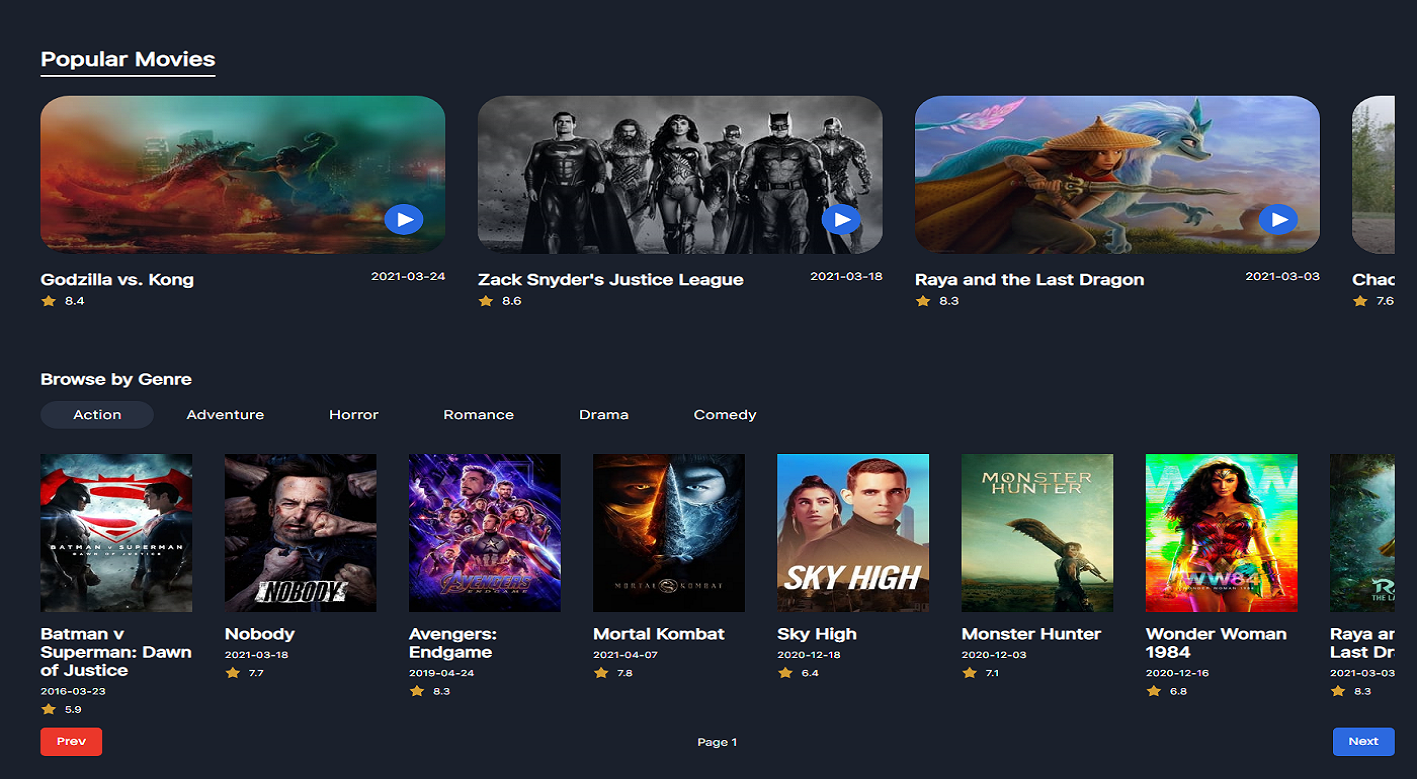 Popular Movies
Godzilla vs. Kong
2021-03-24
8.4
Zack Snyder's Justice League
2021-03-18
8.6
Raya and the Last Dragon
2021-03-03
8.3
Chac
7.6
Browse by Genre
Action Adventure Horror Romance Drama Comedy
BATMAN v SUPERMAN
DAWN OF JUSTICE
NOBODY
AVENGERS
ENDGAME
MORTAL KOMBAT
SKY HIGH
MONSTER
HUNTER
WW84
WONDER WOMAN 1984
Batman v
Superman: Dawn
of Justice
2016-03-23
5.9
Nobody
2021-03-18
7.7
Avengers:
Endgame
2019-04-24
8.3
Mortal Kombat
2021-04-07
7.8
Sky High
2020-12-18
6.4
Monster Hunter
2020-12-03
7.1
Wonder Woman
1984
2020-12-16
6.8
Raya ar
Last Dr
2021-03-03
8.3
Prev
Page 1
Next